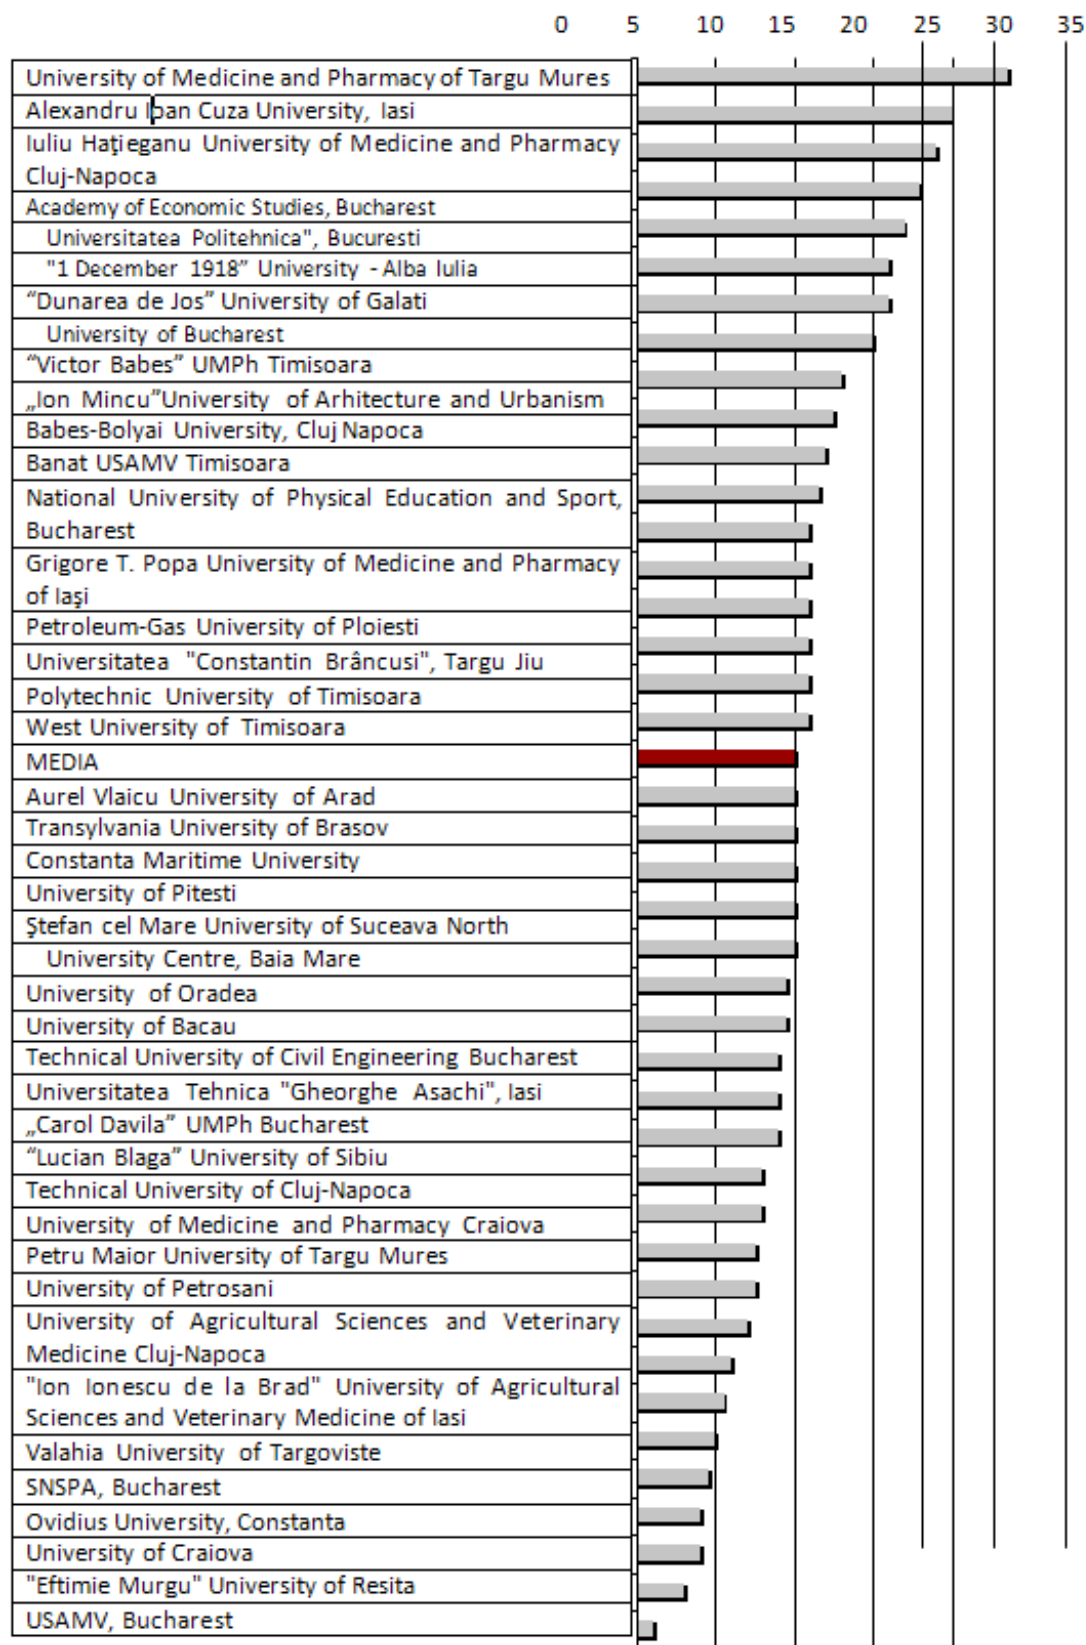 0 5 10 15 20 25 30 35
University of Medicine and Pharmacy of Targu Mures
Alexandru Ioan Cuza University, Iasi
Iuliu Haţieganu University of Medicine and Pharmacy
Cluj-Napoca
Academy of Economic Studies, Bucharest
Universitatea Politehnica", Bucuresti
"1 December 1918” University - Alba Iulia
“Dunarea de Jos” University of Galati
University of Bucharest
“Victor Babes” UMPh Timisoara
„Ion Mincu”University of Arhitecture and Urbanism
Babes-Bolyai University, Cluj Napoca
Banat USAMV Timisoara
National University of Physical Education and Sport,
Bucharest
Grigore T. Popa University of Medicine and Pharmacy
of Iaşi
Petroleum-Gas University of Ploiesti
Universitatea "Constantin Brâncusi", Targu Jiu
Polytechnic University of Timisoara
West University of Timisoara
MEDIA
Aurel Vlaicu University of Arad
Transylvania University of Brasov
Constanta Maritime University
University of Pitesti
Ştefan cel Mare University of Suceava North
University Centre, Baia Mare
University of Oradea
University of Bacau
Technical University of Civil Engineering Bucharest
Universitatea Tehnica "Gheorghe Asachi", Iasi
„Carol Davila” UMPh Bucharest
“Lucian Blaga” University of Sibiu
Technical University of Cluj-Napoca
University of Medicine and Pharmacy Craiova
Petru Maior University of Targu Mures
University of Petrosani
University of Agricultural Sciences and Veterinary
Medicine Cluj-Napoca
"Ion Ionescu de la Brad" University of Agricultural
Sciences and Veterinary Medicine of Iasi
Valahia University of Targoviste
SNSPA, Bucharest
Ovidius University, Constanta
University of Craiova
"Eftimie Murgu" University of Resita
USAMV, Bucharest